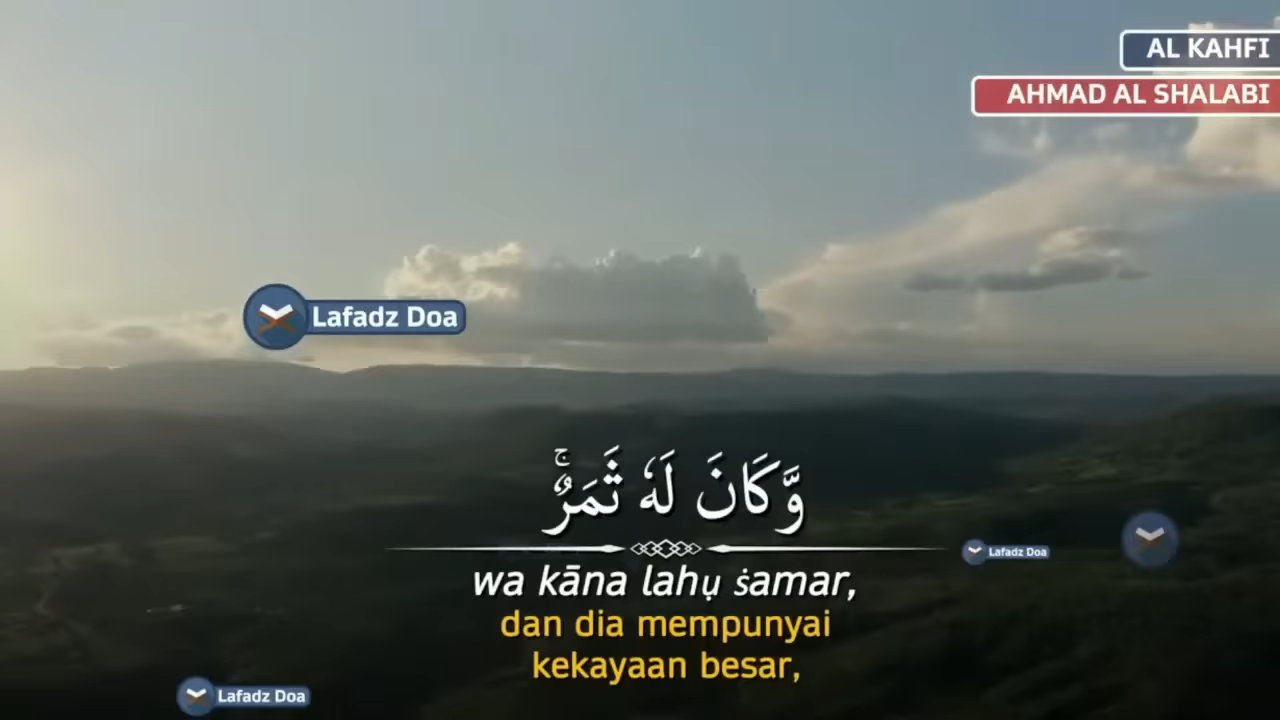 AL KAHFI
AHMAD AL SHALABI
Lafadz Doa
وَّكَانَ لَهٗ ثَمَرٌۚ
wa kāna lahụ ṡamar,
Lafadz Doa
dan dia mempunyai
kekayaan besar,
Lafadz Doa